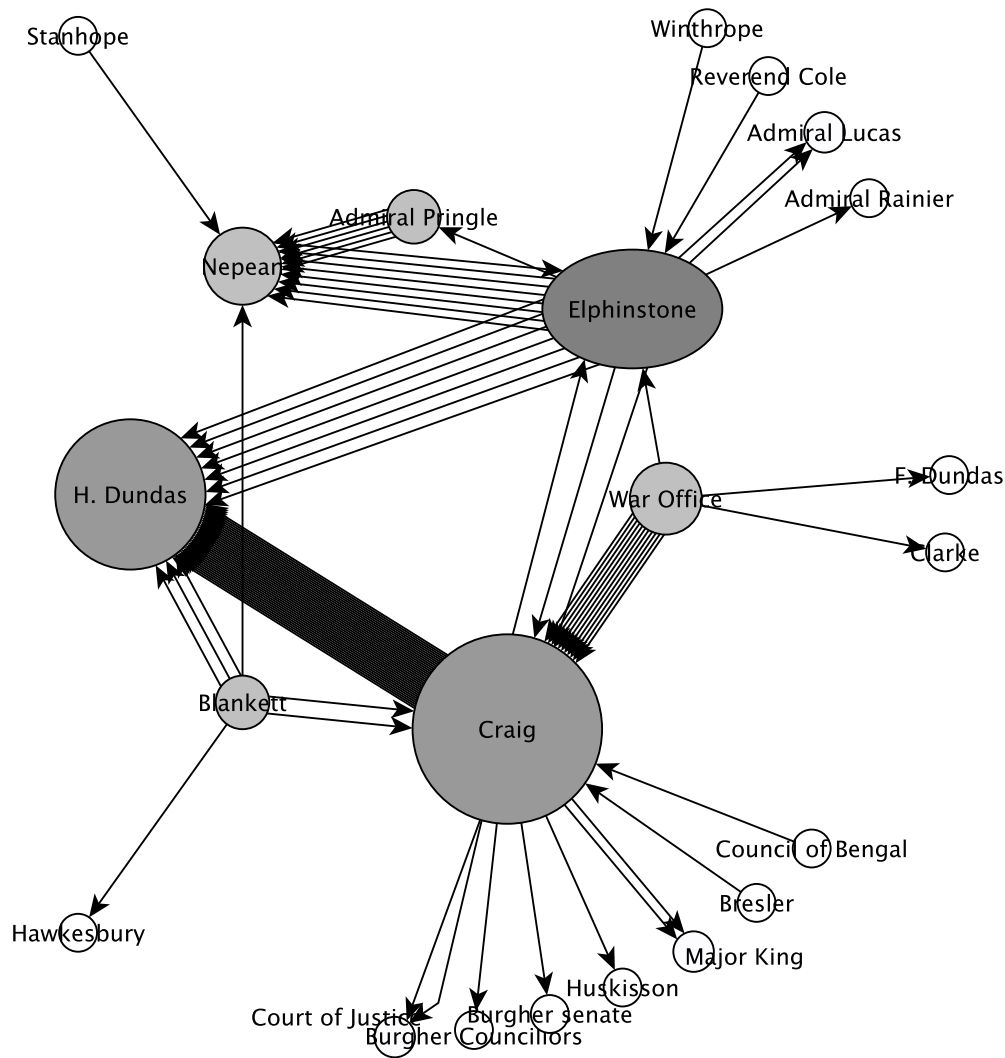 Stanhope
Winthrope
Reverend Cole
Admiral Lucas
Admiral Rainier
Admiral Pringle
Nepean
Elphinstone
F. Dundas
H. Dundas
War Office
Clarke
Blankett
Craig
Council of Bengal
Bresler
Hawkesbury
Major King
Huskisson
Burgher senate
Court of Justice
Burgher Councillors